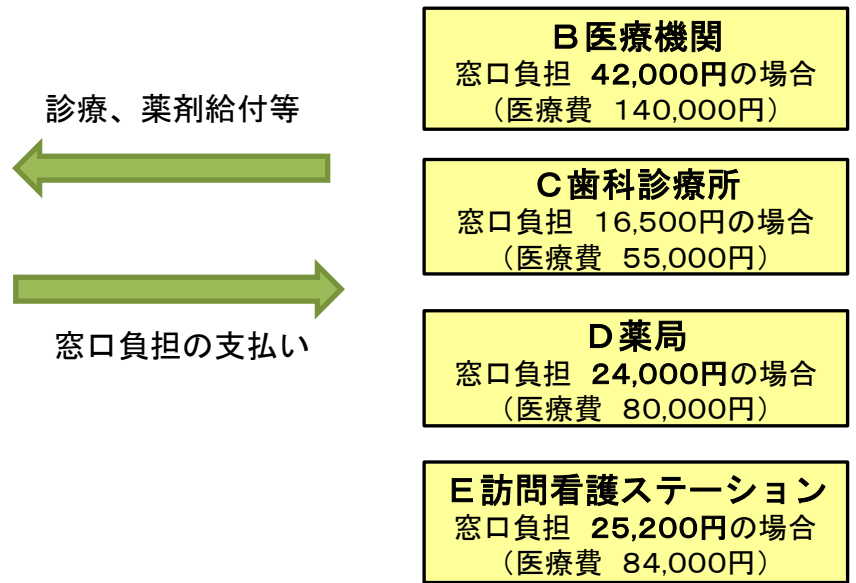 診療、薬剤給付等
窓口負担の支払い
B医療機関
窓口負担 42,000円の場合
（医療費 140,000円）
C歯科診療所
窓口負担 16,500円の場合
（医療費 55,000円）
D薬局
窓口負担 24,000円の場合
（医療費 80,000円）
E訪問看護ステーション
窓口負担 25,200円の場合
（医療費 84,000円）